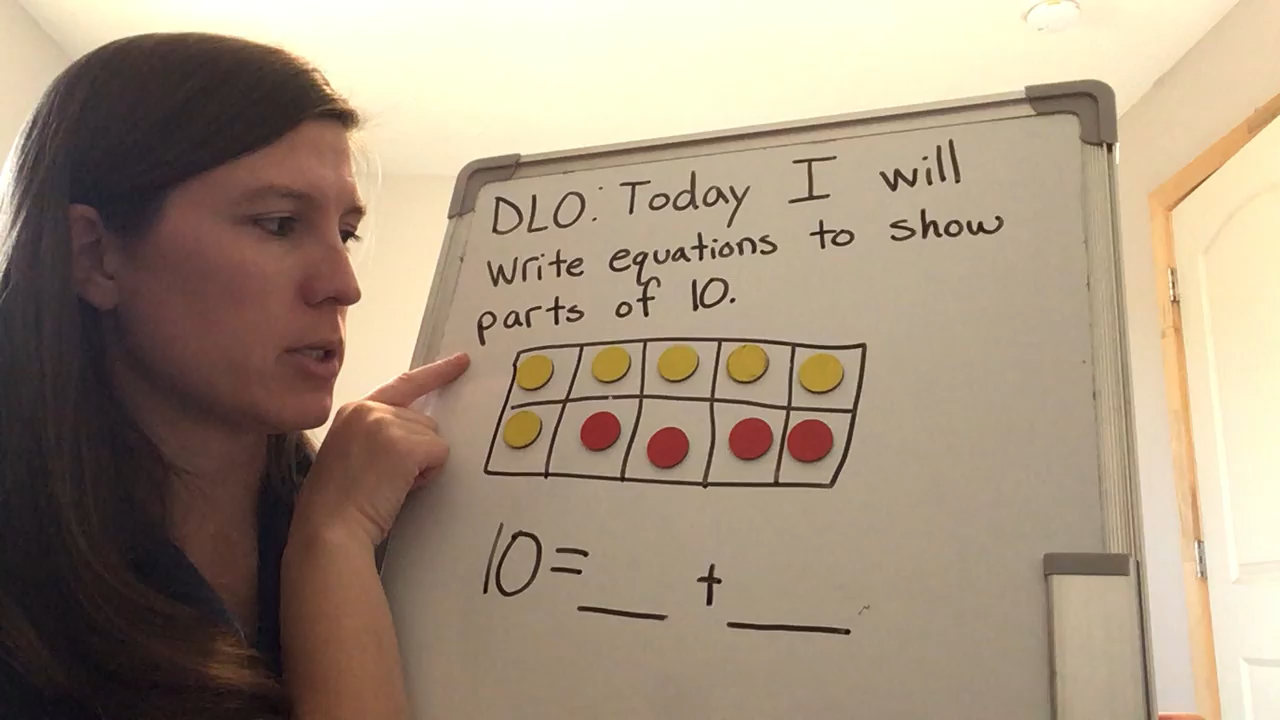 DLO: Today I will
write equations to show
parts of 10.
10=___ + ___